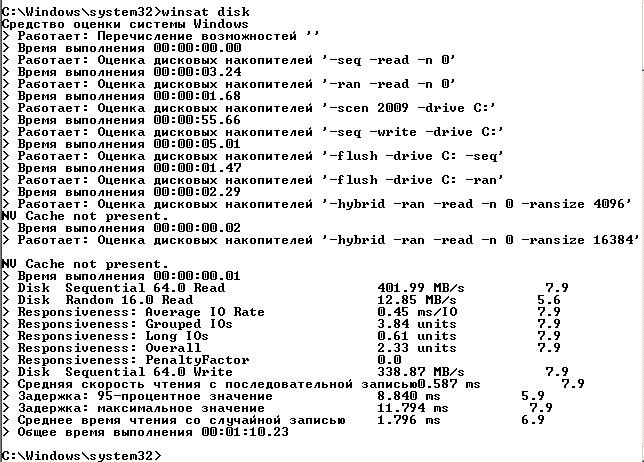 C:\Windows\system32>winsat disk
Средство оценки системы Windows
> Работает: Перечисление возможностей ''
> Время выполнения 00:00:00.00
> Работает: Оценка дисковых накопителей '-seq -read -n 0'
> Время выполнения 00:00:03.24
> Работает: Оценка дисковых накопителей '-ran -read -n 0'
> Время выполнения 00:00:01.68
> Работает: Оценка дисковых накопителей '-scen 2009 -drive C:'
> Время выполнения 00:00:55.66
> Работает: Оценка дисковых накопителей '-seq -write -drive C:'
> Время выполнения 00:00:05.01
> Работает: Оценка дисковых накопителей '-flush -drive C: -seq'
> Время выполнения 00:00:01.47
> Работает: Оценка дисковых накопителей '-flush -drive C: -ran'
> Время выполнения 00:00:02.29
> Работает: Оценка дисковых накопителей '-hybrid -ran -read -n 0 -ransize 4096'
NV Cache not present.
> Время выполнения 00:00:00.02
> Работает: Оценка дисковых накопителей '-hybrid -ran -read -n 0 -ransize 16384'
NV Cache not present.
> Время выполнения 00:00:00.01
> Disk  Sequential 64.0 Read                   401.99 MB/s          7.9
> Disk  Random 16.0 Read                       12.85 MB/s          5.6
> Responsiveness: Average IO Rate              0.45 ms/IO          7.9
> Responsiveness: Grouped IOs                  3.84 units          7.9
> Responsiveness: Long IOs                     0.61 units          7.9
> Responsiveness: Overall                      2.33 units          7.9
> Responsiveness: PenaltyFactor                0.0
> Disk  Sequential 64.0 Write                  338.87 MB/s          7.9
> Средняя скорость чтения с последовательной записью0.587 ms          7.9
> Задержка: 95-процентное значение             8.840 ms          5.9
> Задержка: максимальное значение              11.794 ms          7.9
> Среднее время чтения со случайной записью    1.796 ms          6.9
> Общее время выполнения 00:01:10.23
C:\Windows\system32>